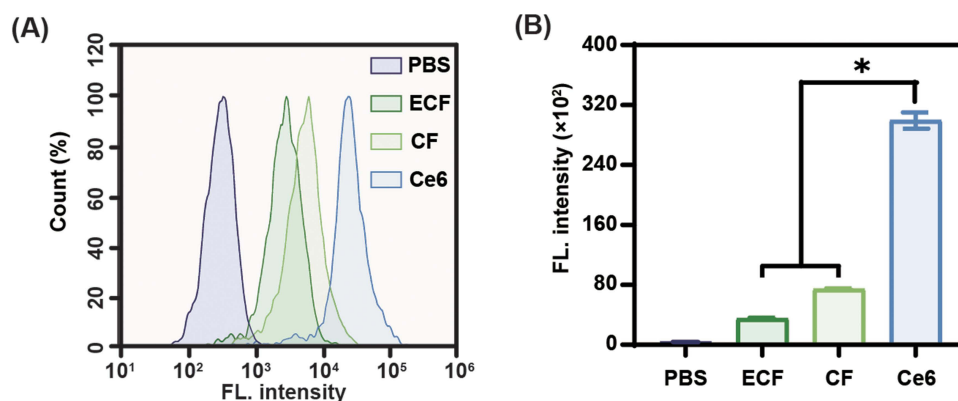 (A)
Count (%)
120
100
80
60
40
20
0
10¹ 10² 10³ 10⁴ 10⁵ 10⁶
FL. intensity
PBS
ECF
CF
Ce6
(B)
FL. intensity (×10²)
400
320
240
160
80
0
*
PBS ECF CF Ce6